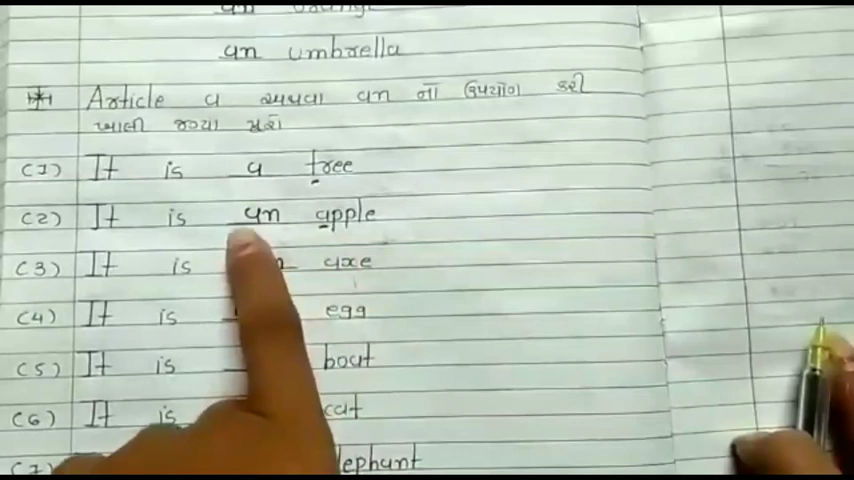 an
an umbrella
Article a અથવા an નો ઉપયોગ કરી
ખાલી જગ્યા પૂરો
(1) It is a tree
(2) It is an apple
(3) It is axe
(4) It is egg
(5) It is boat
(6) It is cat